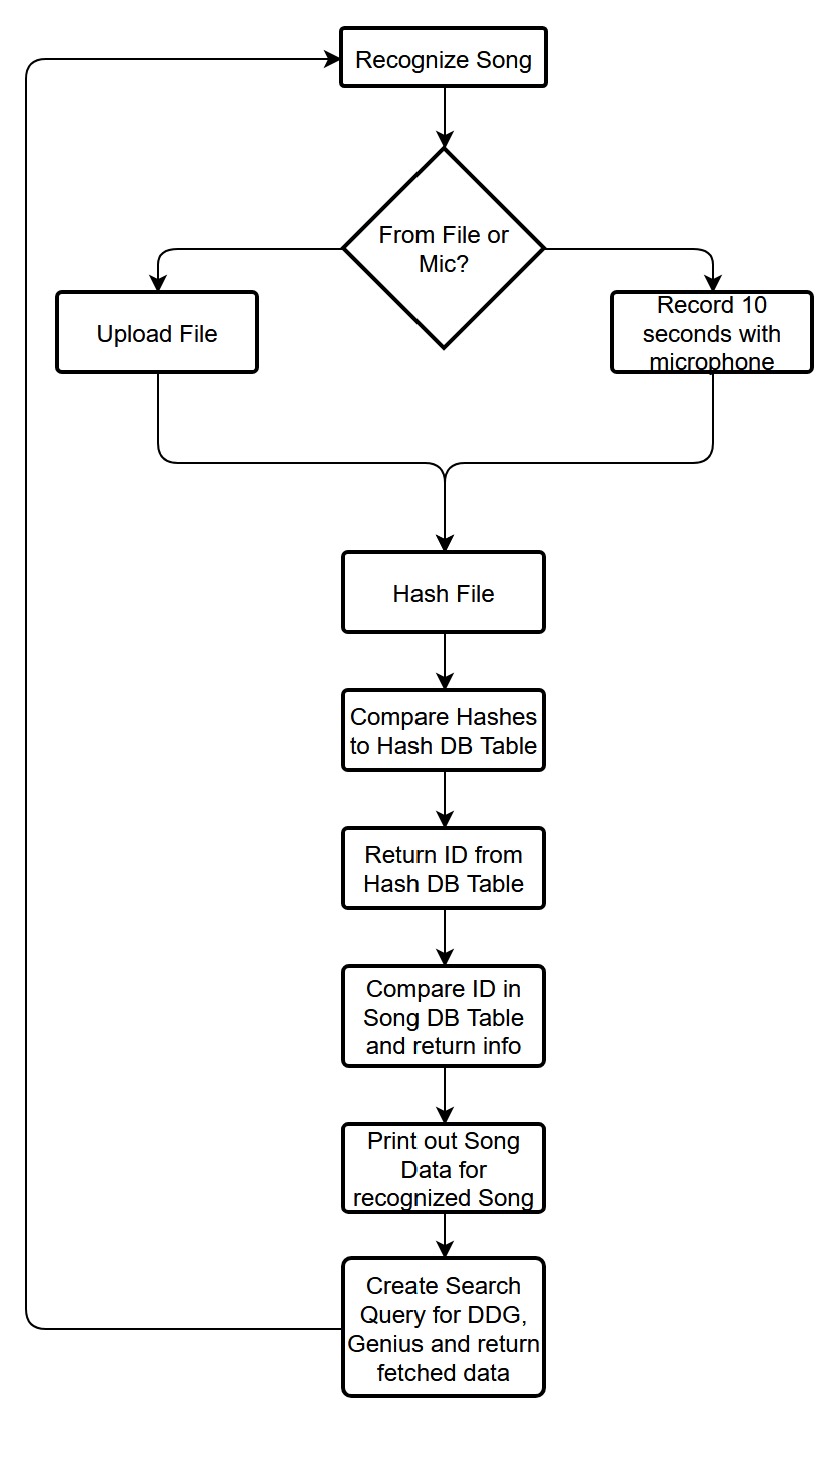 Recognize Song
From File or
Mic?
Upload File
Record 10
seconds with
microphone
Hash File
Compare Hashes
to Hash DB Table
Return ID from
Hash DB Table
Compare ID in
Song DB Table
and return info
Print out Song
Data for
recognized Song
Create Search
Query for DDG,
Genius and return
fetched data